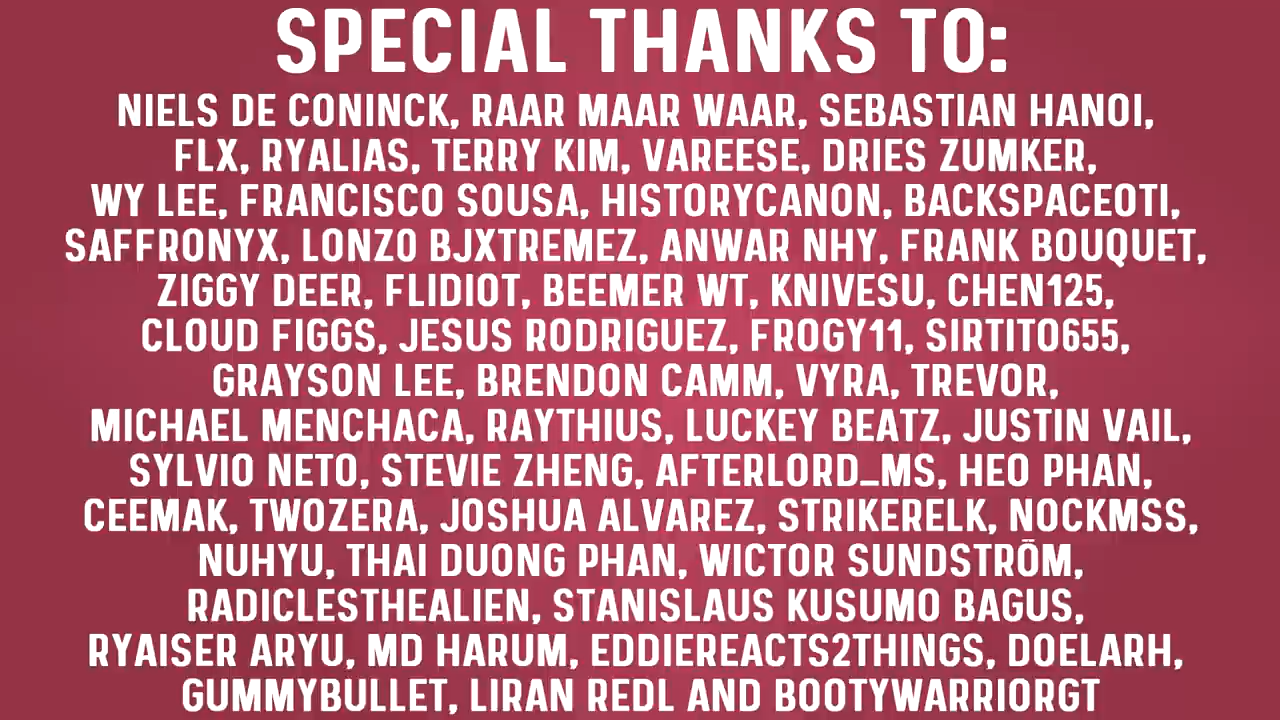 SPECIAL THANKS TO:
NIELS DE CONINCK, RAAR MAAR WAAR, SEBASTIAN HANOI,
FLX, RYALIAS, TERRY KIM, VAREESE, DRIES ZUMKER,
WY LEE, FRANCISCO SOUSA, HISTORYCANON, BACKSPACEOTI,
SAFFRONYX, LONZO BJXTREMEZ, ANWAR NHY, FRANK BOUQUET,
ZIGGY DEER, FLIDIOT, BEEMER WT, KNIVESU, CHEN125,
CLOUD FIGGS, JESUS RODRIGUEZ, FROGY11, SIRTITO655,
GRAYSON LEE, BRENDON CAMM, VYRA, TREVOR,
MICHAEL MENCHACA, RAYTHIUS, LUCKEY BEATZ, JUSTIN VAIL,
SYLVIO NETO, STEVIE ZHENG, AFTERLORD_MS, HEO PHAN,
CEEMAK, TWOZERA, JOSHUA ALVAREZ, STRIKERELK, NOCKMSS,
NUHYU, THAI DUONG PHAN, WICTOR SUNDSTRÖM,
RADICLESTHEALIEN, STANISLAUS KUSUMO BAGUS,
RYAISER ARYU, MD HARUM, EDDIEREACTS2THINGS, DOELARH,
GUMMYBULLET, LIRAN REDL AND BOOTYWARRIORGT